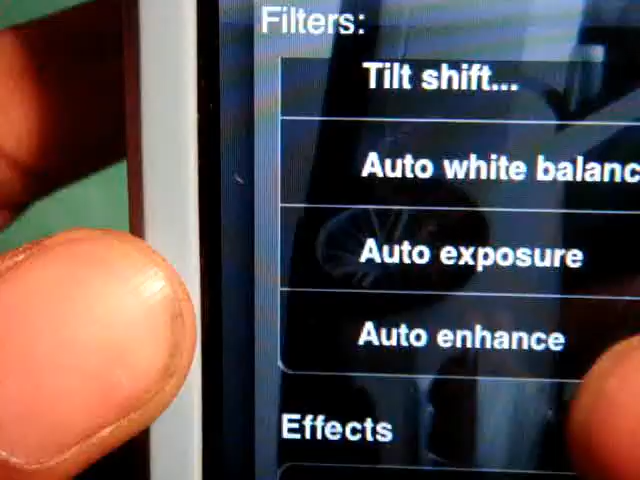 Filters:
Tilt shift...
Auto white balanc
Auto exposure
Auto enhance
Effects